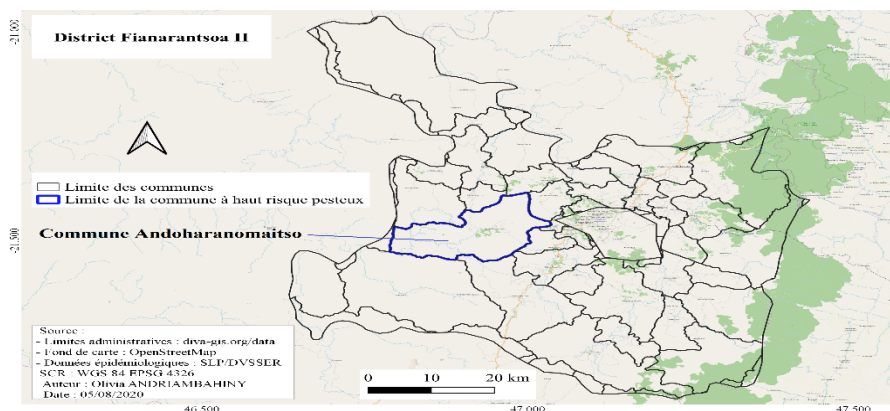 -21.000
District Fianarantsoa II
Limite des communes
Limite de la commune à haut risque pesteux
Commune Andoharanomaitso
-21.900
Source :
- Limites administratives : diva-gis.org/data
- Fond de carte : OpenStreetMap
- Données épidémiologiques : SLP/DVSSER
SCR : WGS 84 EPSG 4326
Auteur : Olivia ANDRIAMBAHINY
Date : 05/08/2020
0 10 20 km
46.500 47.000 47.500